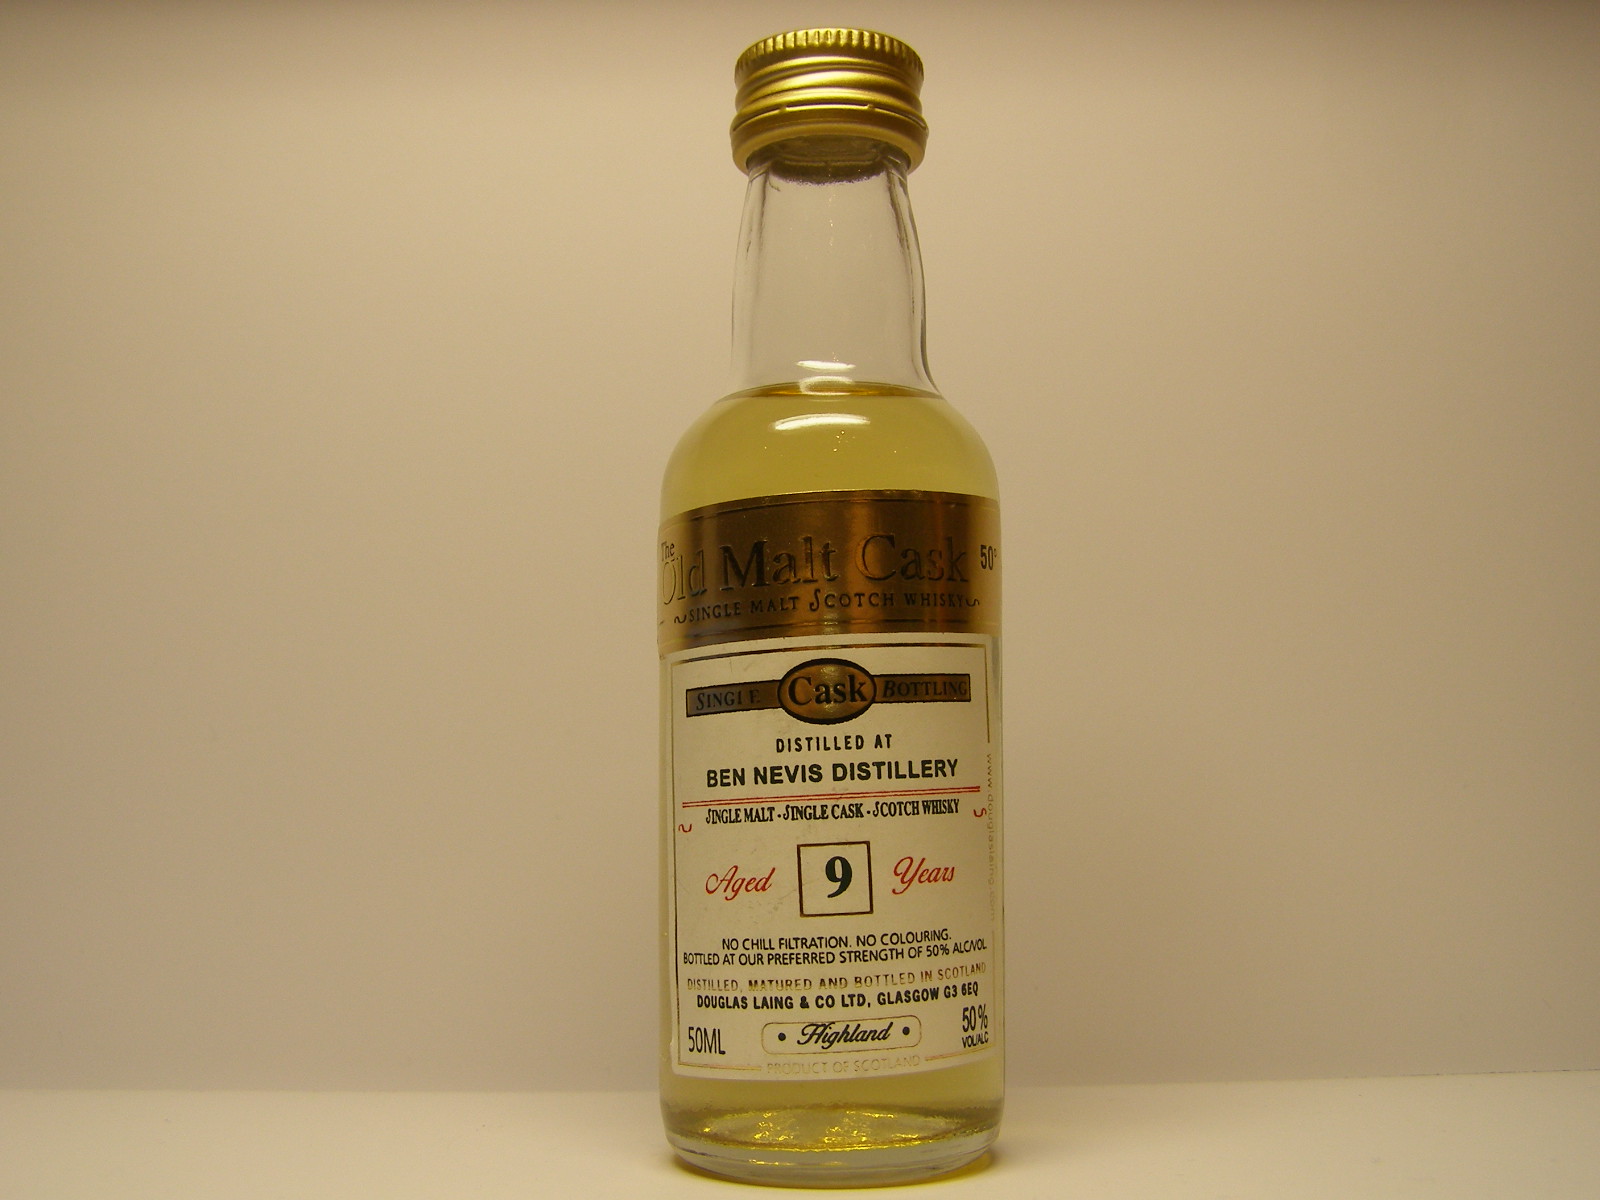 The
Old Malt Cask 50°
SINGLE MALT SCOTCH WHISKY
SINGLE Cask BOTTLING
DISTILLED AT
BEN NEVIS DISTILLERY
SINGLE MALT - SINGLE CASK - SCOTCH WHISKY
Aged 9 Years
NO CHILL FILTRATION. NO COLOURING.
BOTTLED AT OUR PREFERRED STRENGTH OF 50% ALC/VOL
DISTILLED, MATURED AND BOTTLED IN SCOTLAND
DOUGLAS LAING & CO LTD, GLASGOW G3 6EQ
50ML • Highland • 50%
VOL/ALC
PRODUCT OF SCOTLAND
www.douglaslaing.com